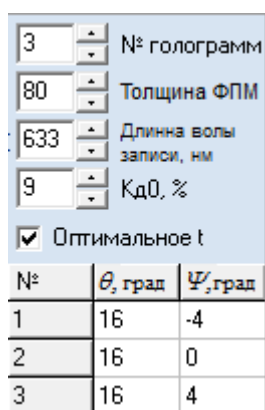 3 № голограмм
80 Толщина ФПМ
633 Длинна волы
записи, нм
9 Кд0, %
Оптимальное t
№ θ, град Ψ,град
1 16 -4
2 16 0
3 16 4